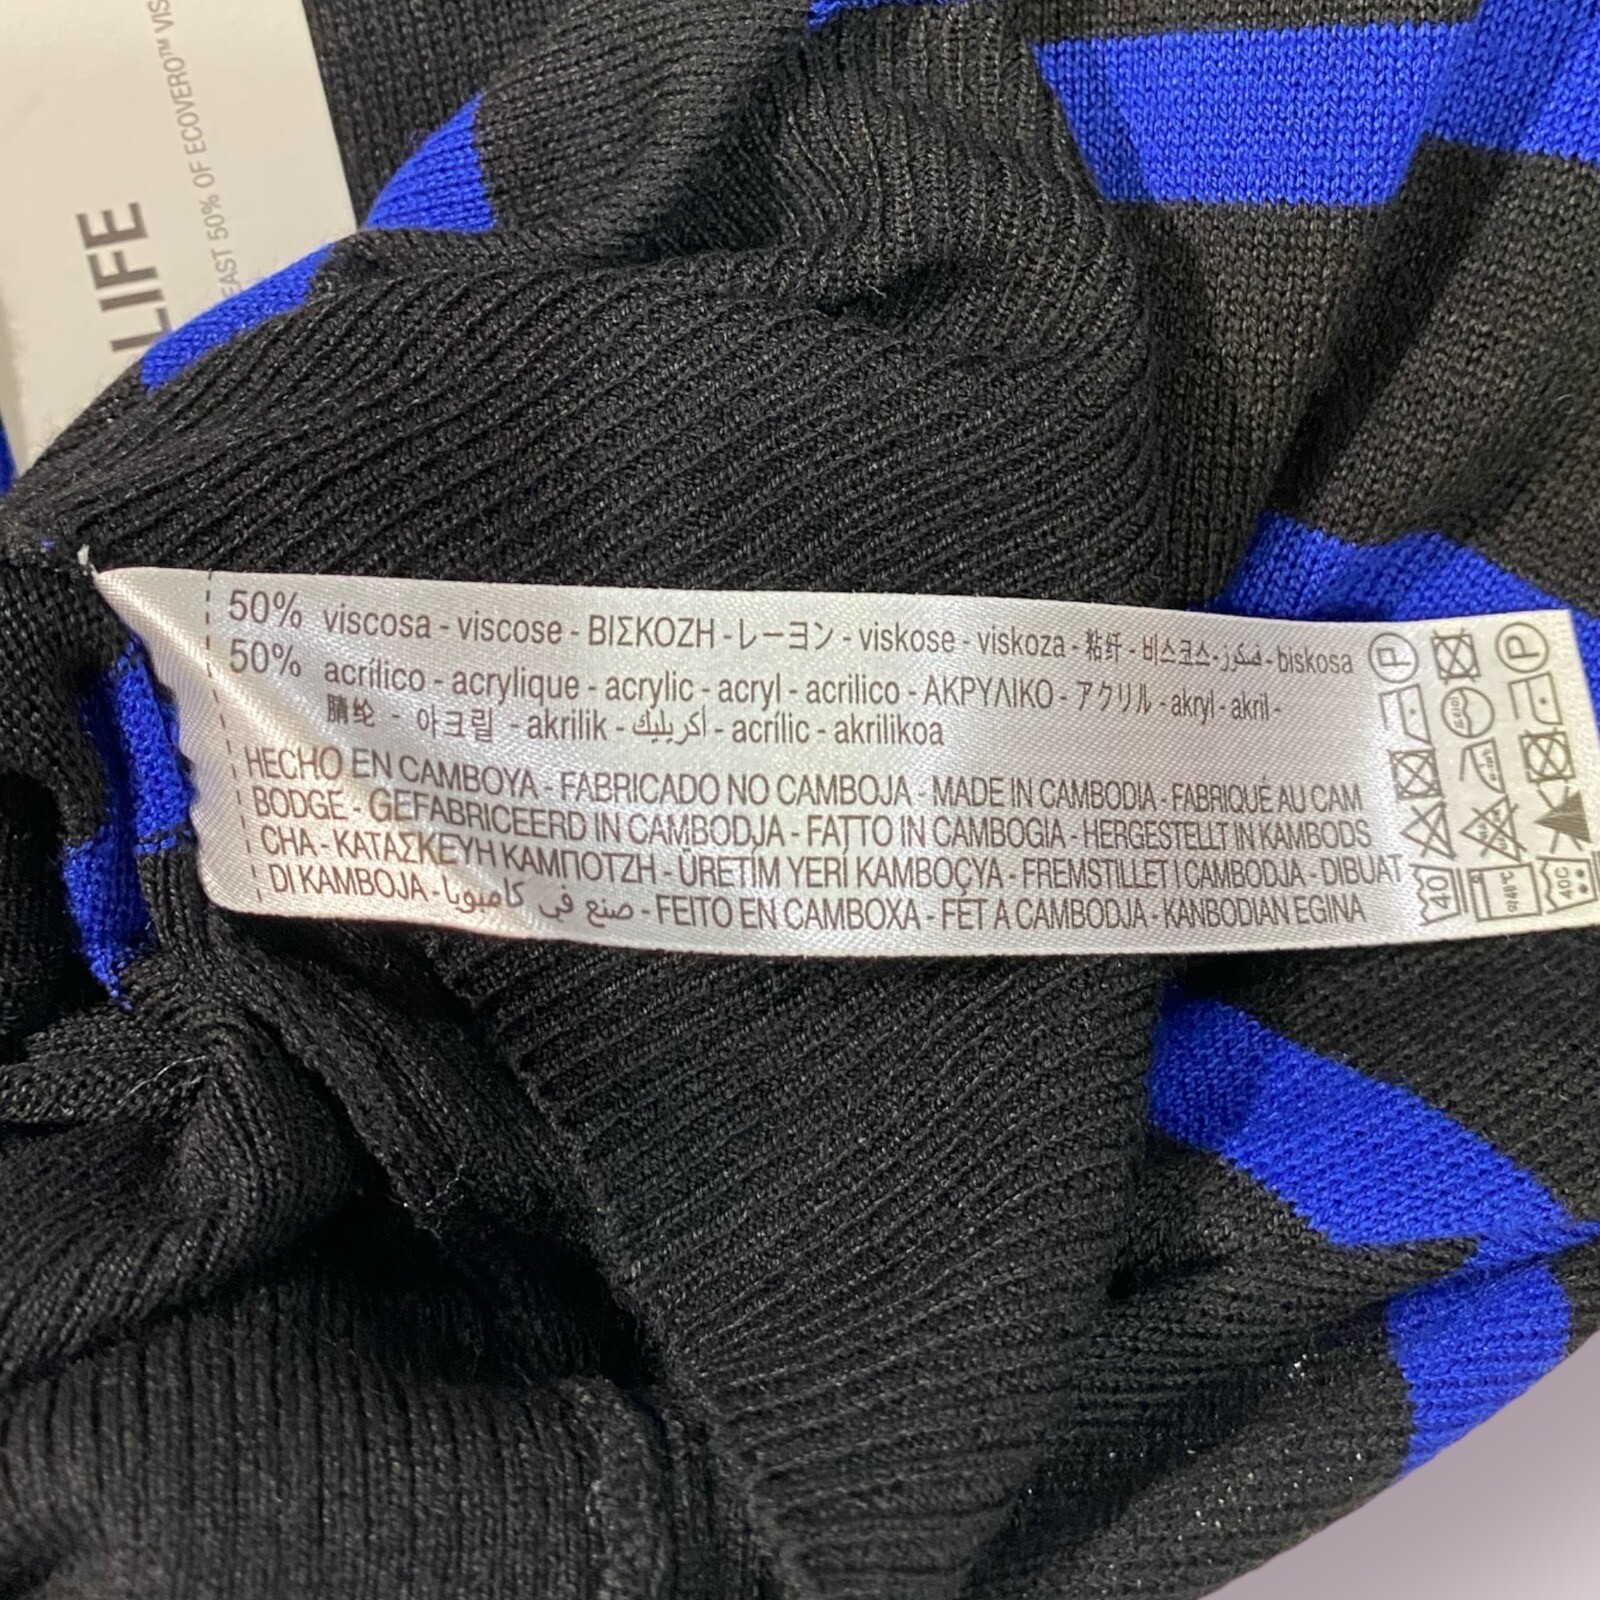 LIFE
EAST 50% OF ECOVERO™ VIS
50% viscosa - viscose - ΒΙΣΚΟΖΗ - レーヨン - viskose - viskoza - 粘纤 - 비스코스 - فسكوز - biskosa
50% acrílico - acrylique - acrylic - acryl - acrilico - ΑΚΡΥΛΙΚΟ - アクリル - akryl - akril -
腈纶 - 아크릴 - akrilik - أكريليك - acrílic - akrilikoa
HECHO EN CAMBOYA - FABRICADO NO CAMBOJA - MADE IN CAMBODIA - FABRIQUÉ AU CAM
BODGE - GEFABRICEERD IN CAMBODJA - FATTO IN CAMBOGIA - HERGESTELLT IN KAMBODS
CHA - ΚΑΤΑΣΚΕΥΗ ΚΑΜΠΟΤΖΗ - ÜRETİM YERİ KAMBOÇYA - FREMSTILLET I CAMBODJA - DIBUAT
DI KAMBOJA - صنع في كامبوديا - FEITO EN CAMBOXA - FET A CAMBODJA - KANBODIAN EGINA
P
P
40
40C